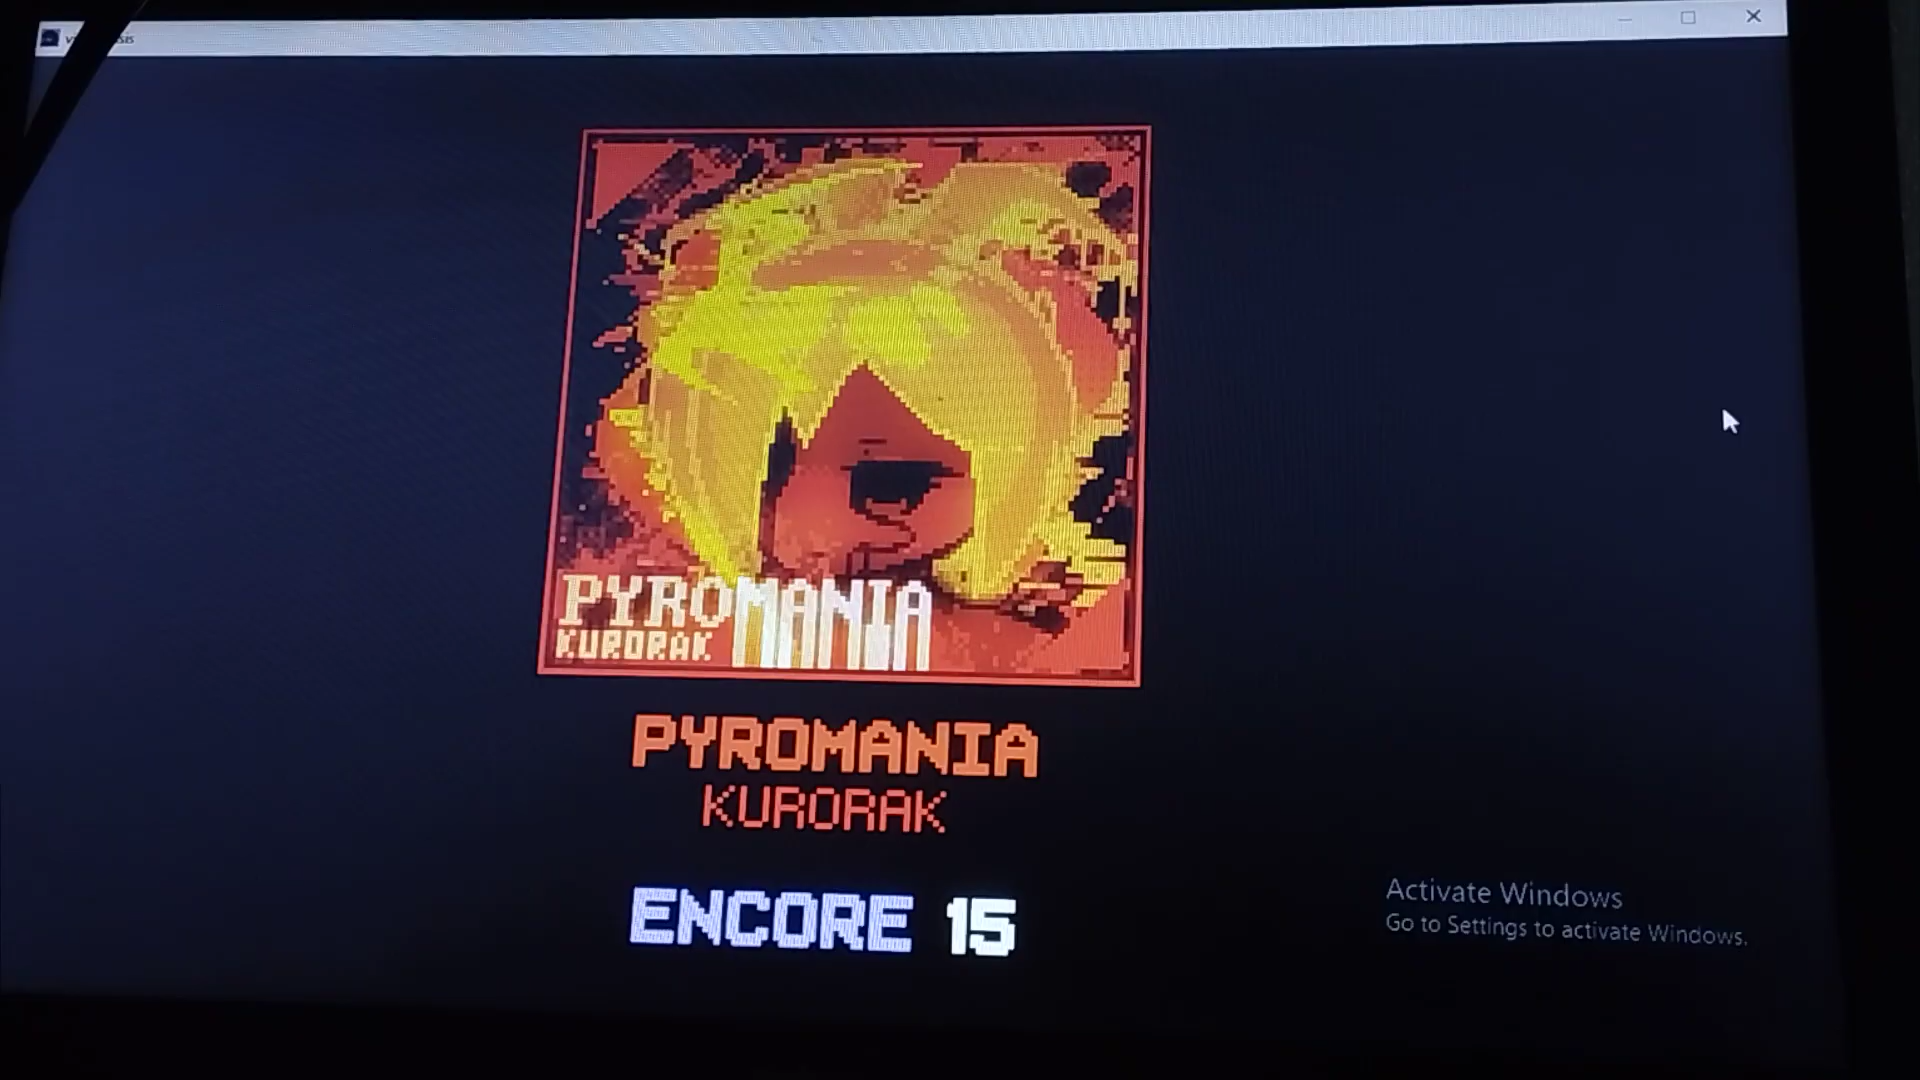 PYROMANIA
KURORAK
PYROMANIA
KURORAK
ENCORE 15
Activate Windows
Go to Settings to activate Windows.